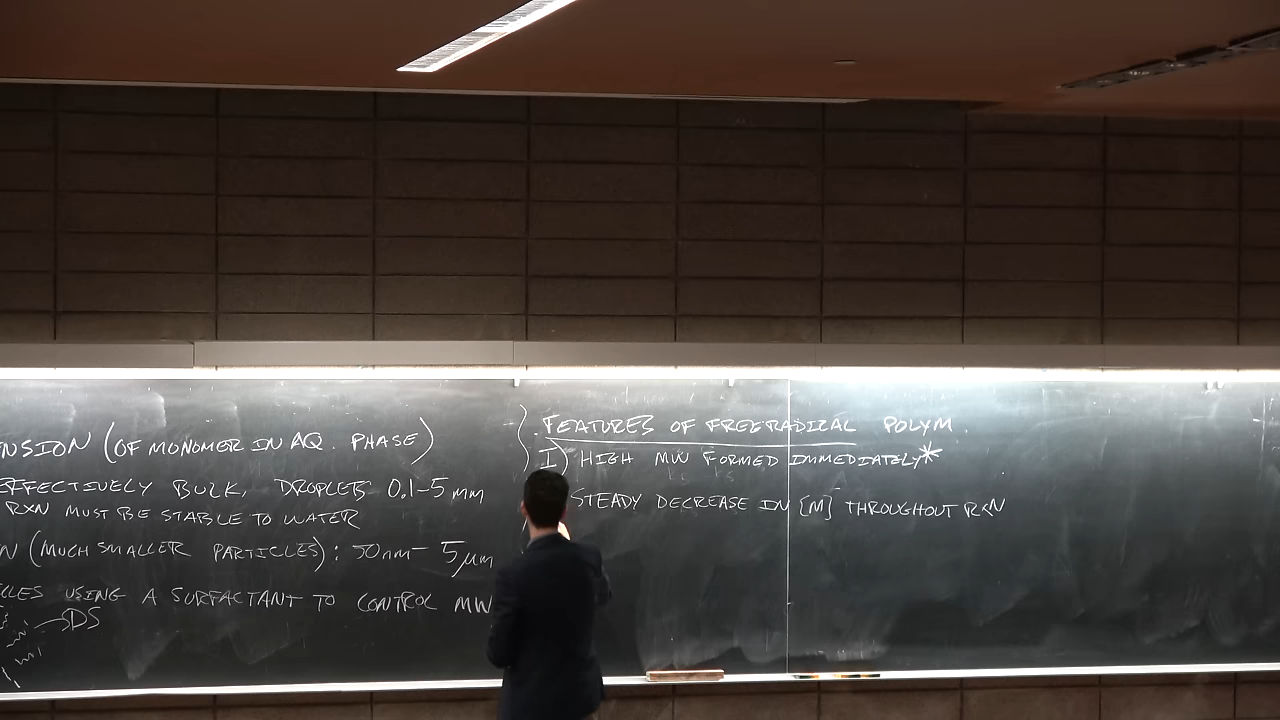 NSION (OF MONOMER IN AQ. PHASE)
EFFECTIVELY BULK, DROPLETS 0.1-5 mm
RXN MUST BE STABLE TO WATER
N (MUCH SMALLER PARTICLES): 50nm- 5μm
CLES USING A SURFACTANT TO CONTROL MW
SDS
FEATURES OF FREE RADICAL POLYM.
I) HIGH MW FORMED IMMEDIATELY*
STEADY DECREASE IN [M] THROUGHOUT RXN